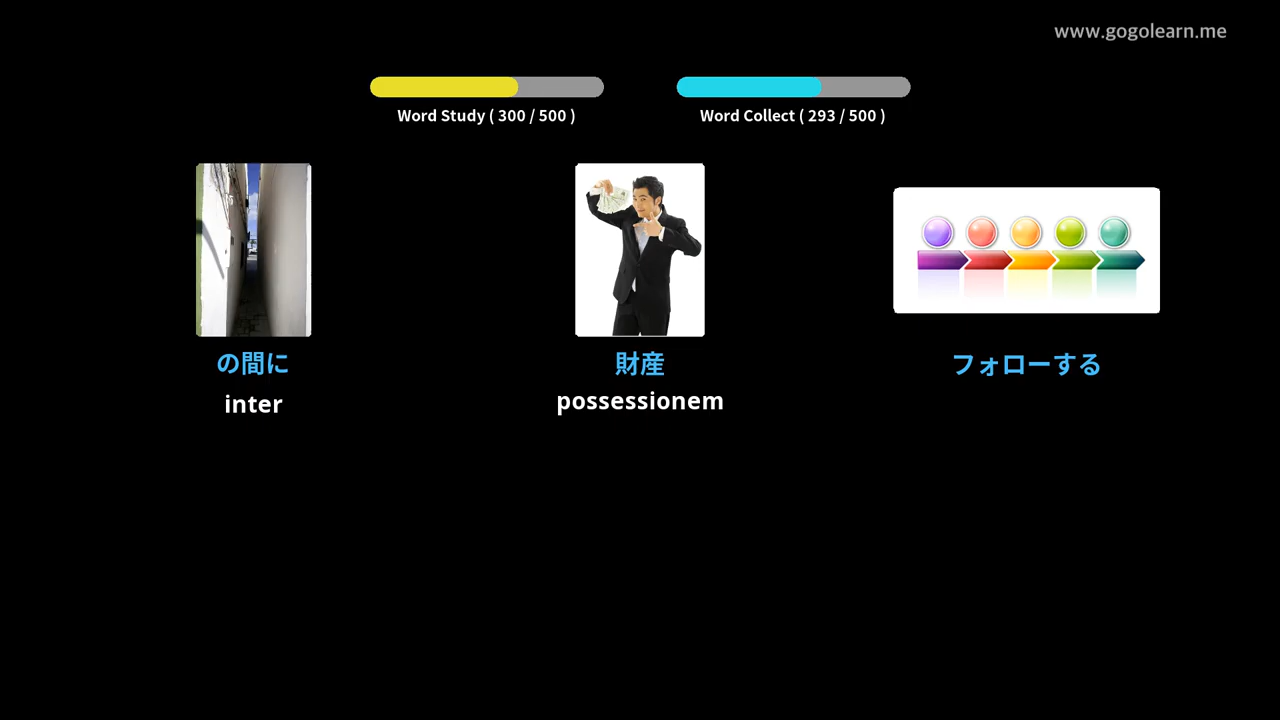 www.gogolearn.me
Word Study ( 300 / 500 )
Word Collect ( 293 / 500 )
の間に
inter
財産
possessionem
フォローする